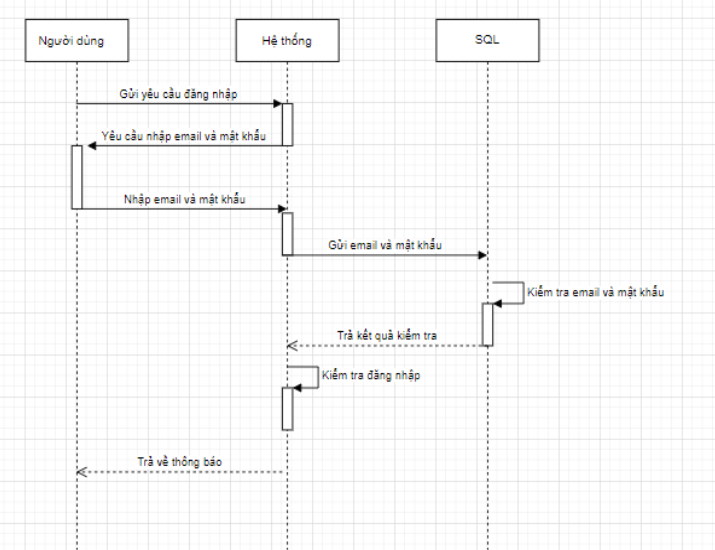 Người dùng
Hệ thống
SQL
Gửi yêu cầu đăng nhập
Yêu cầu nhập email và mật khẩu
Nhập email và mật khẩu
Gửi email và mật khẩu
Kiểm tra email và mật khẩu
Trả kết quả kiểm tra
Kiểm tra đăng nhập
Trả về thông báo